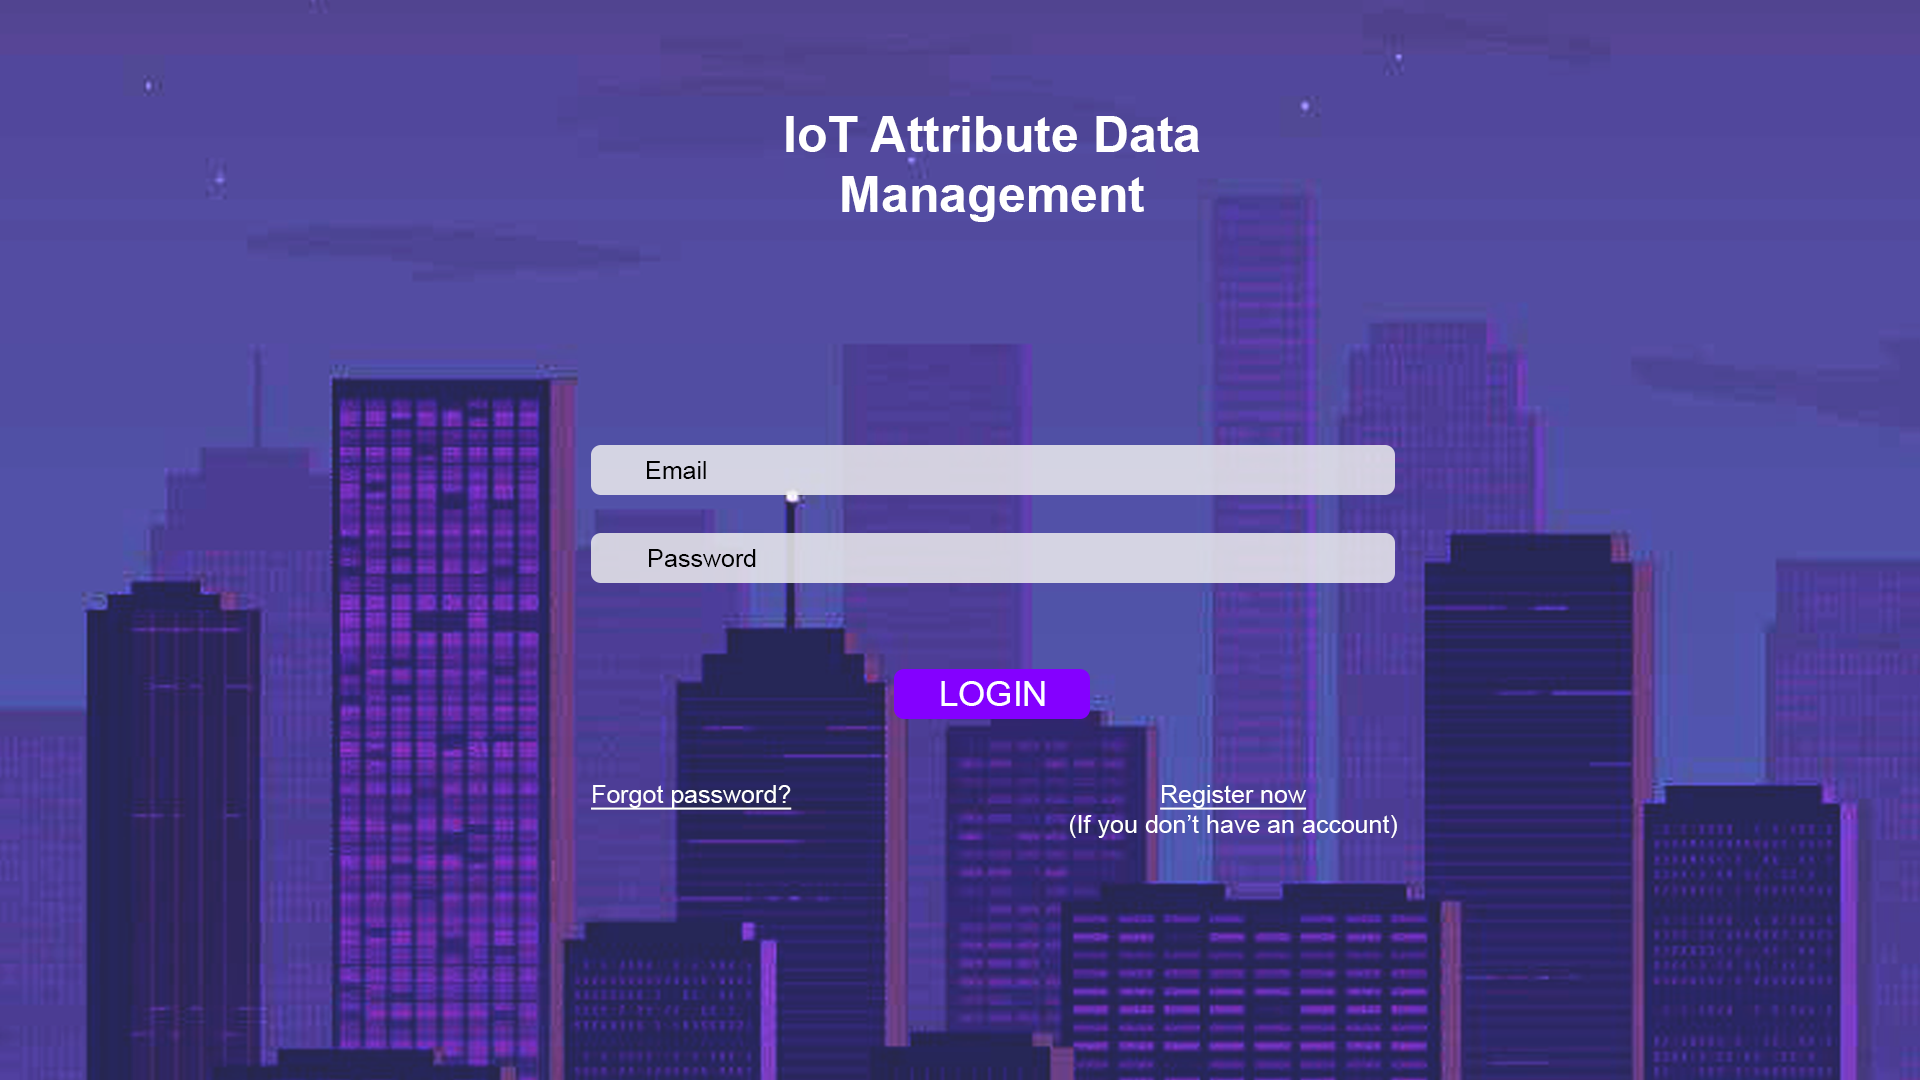 IoT Attribute Data
Management
Email
Password
LOGIN
Forgot password?
Register now
(If you don’t have an account)